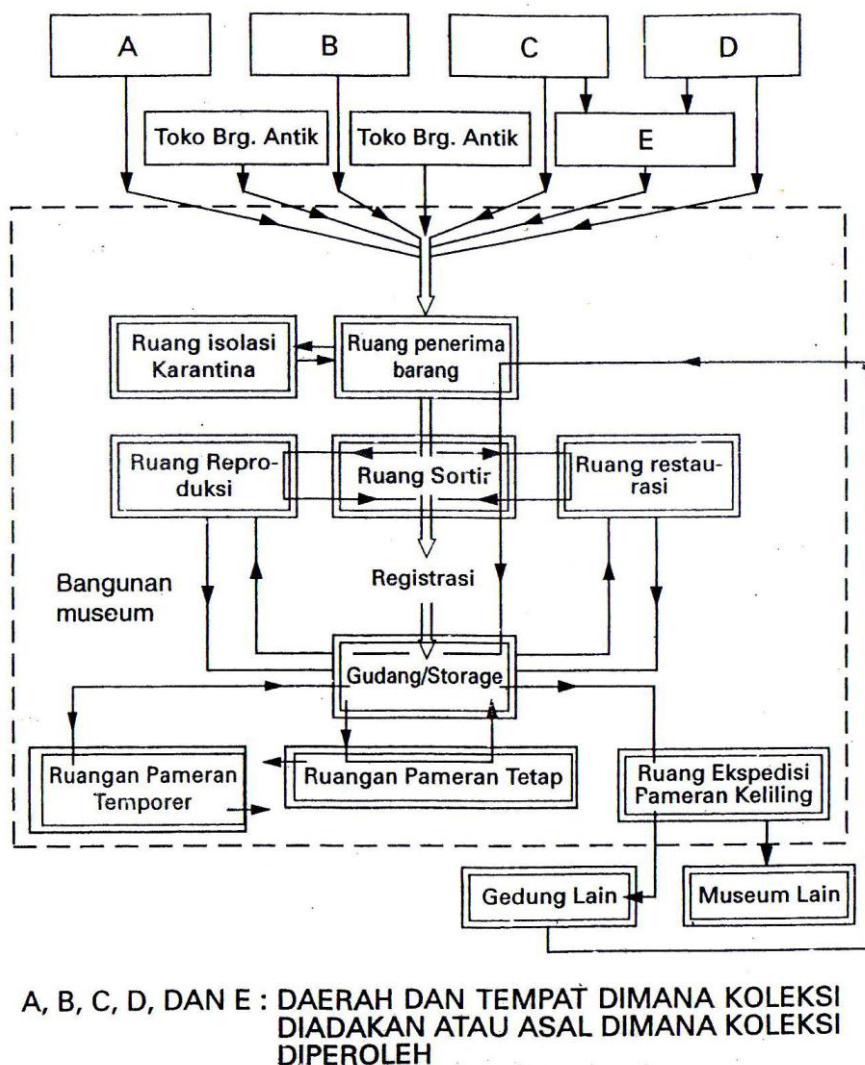 A
B
C
D
Toko Brg. Antik
Toko Brg. Antik
E
Ruang isolasi
Karantina
Ruang penerima
barang
Ruang Repro-
duksi
Ruang Sortir
Ruang restau-
rasi
Registrasi
Bangunan
museum
Gudang/Storage
Ruangan Pameran
Temporer
Ruangan Pameran Tetap
Ruang Ekspedisi
Pameran Keliling
Gedung Lain
Museum Lain
A, B, C, D, DAN E : DAERAH DAN TEMPAT DIMANA KOLEKSI
DIADAKAN ATAU ASAL DIMANA KOLEKSI
DIPEROLEH